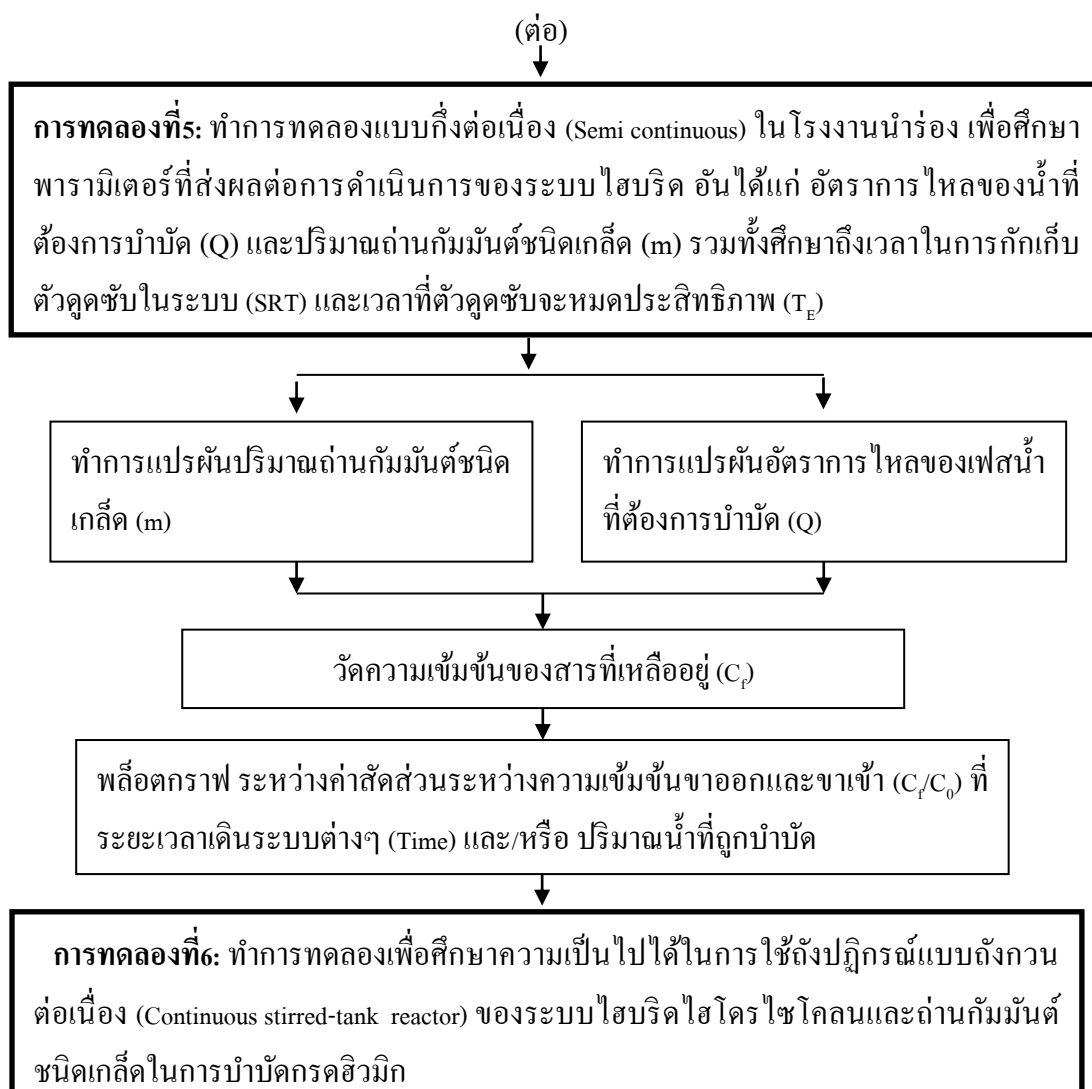 (ต่อ)
การทดลองที่5: ทำการทดลองแบบกึ่งต่อเนื่อง (Semi continuous) ในโรงงานนำร่อง เพื่อศึกษา
พารามิเตอร์ที่ส่งผลต่อการดำเนินการของระบบไฮบริด อันได้แก่ อัตราการไหลของน้ำที่
ต้องการบำบัด (Q) และปริมาณถ่านกัมมันต์ชนิดเกล็ด (m) รวมทั้งศึกษาถึงเวลาในการกักเก็บ
ตัวดูดซับในระบบ (SRT) และเวลาที่ตัวดูดซับจะหมดประสิทธิภาพ (T_E)
ทำการแปรผันปริมาณถ่านกัมมันต์ชนิด
เกล็ด (m)
ทำการแปรผันอัตราการไหลของเฟสน้ำ
ที่ต้องการบำบัด (Q)
วัดความเข้มข้นของสารที่เหลืออยู่ (C_f)
พล็อตกราฟ ระหว่างค่าสัดส่วนระหว่างความเข้มข้นขาออกและขาเข้า (C_f/C_0) ที่
ระยะเวลาเดินระบบต่างๆ (Time) และ/หรือ ปริมาณน้ำที่ถูกบำบัด
การทดลองที่6: ทำการทดลองเพื่อศึกษาความเป็นไปได้ในการใช้ถังปฏิกรณ์แบบถังกวน
ต่อเนื่อง (Continuous stirred-tank reactor) ของระบบไฮบริดไฮโดรไซโคลนและถ่านกัมมันต์
ชนิดเกล็ดในการบำบัดกรดฮิวมิก